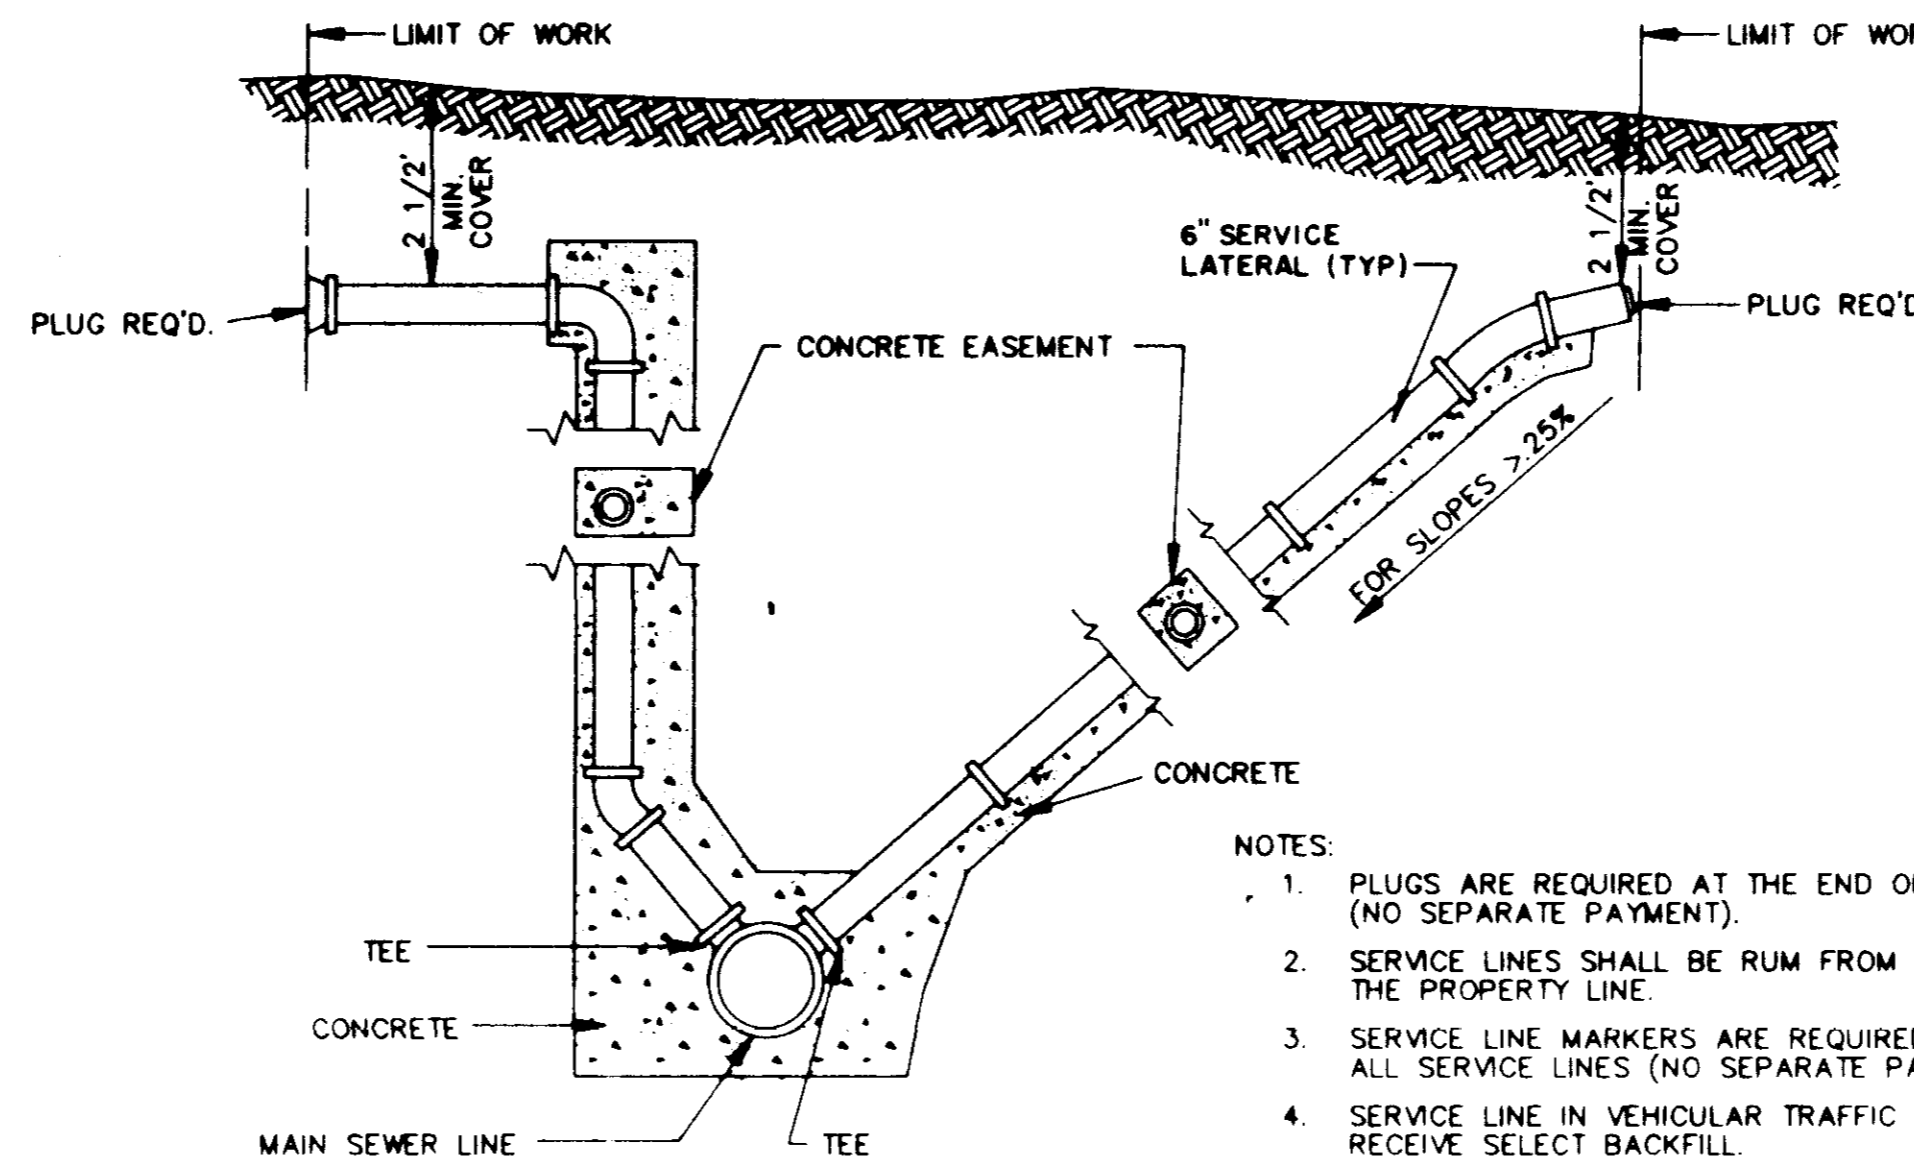 LIMIT OF WORK
LIMIT OF WOR
2 1/2'
MIN.
COVER
2 1/2'
MIN.
COVER
6" SERVICE
LATERAL (TYP)
PLUG REQ'D.
PLUG REQ'D
CONCRETE EASEMENT
FOR SLOPES >.25%
CONCRETE
TEE
CONCRETE
MAIN SEWER LINE
TEE
NOTES:
1. PLUGS ARE REQUIRED AT THE END O
(NO SEPARATE PAYMENT).
2. SERVICE LINES SHALL BE RUM FROM
THE PROPERTY LINE.
3. SERVICE LINE MARKERS ARE REQUIRE
ALL SERVICE LINES (NO SEPARATE PA
4. SERVICE LINE IN VEHICULAR TRAFFIC
RECEIVE SELECT BACKFILL.